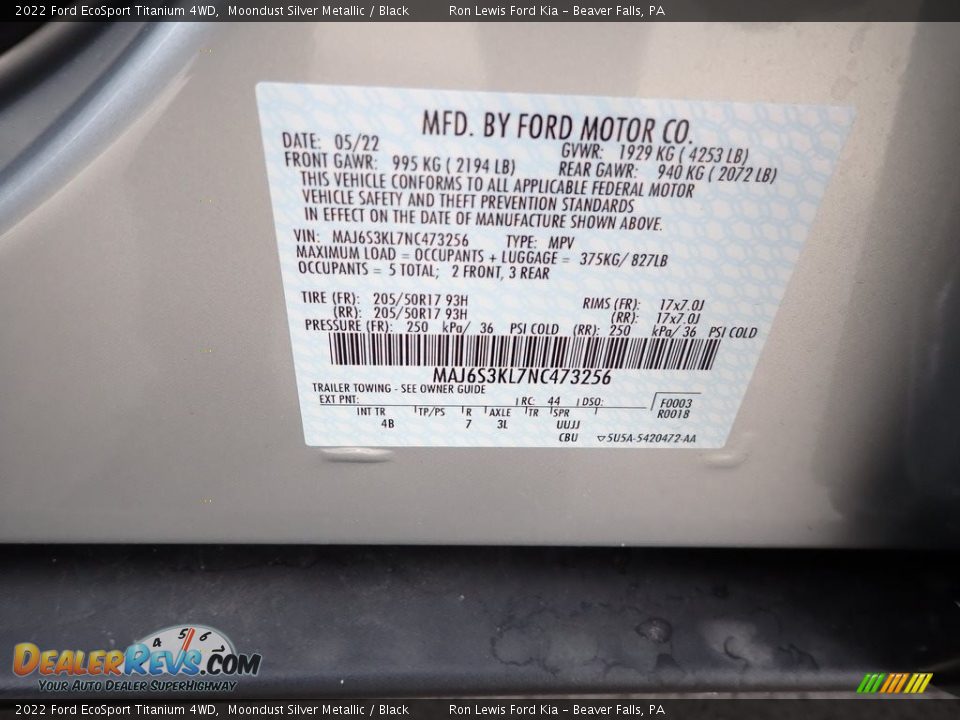 2022 Ford EcoSport Titanium 4WD, Moondust Silver Metallic / Black Ron Lewis Ford Kia - Beaver Falls, PA
MFD. BY FORD MOTOR CO.
DATE: 05/22 GVWR: 1929 KG ( 4253 LB)
FRONT GAWR: 995 KG ( 2194 LB) REAR GAWR: 940 KG ( 2072 LB)
THIS VEHICLE CONFORMS TO ALL APPLICABLE FEDERAL MOTOR
VEHICLE SAFETY AND THEFT PREVENTION STANDARDS
IN EFFECT ON THE DATE OF MANUFACTURE SHOWN ABOVE.
VIN: MAJ6S3KL7NC473256 TYPE: MPV
MAXIMUM LOAD = OCCUPANTS + LUGGAGE = 375KG/ 827LB
OCCUPANTS = 5 TOTAL; 2 FRONT, 3 REAR
TIRE (FR): 205/50R17 93H RIMS (FR): 17x7.0J
(RR): 205/50R17 93H (RR): 17x7.0J
PRESSURE (FR): 250 kPa/ 36 PSI COLD (RR): 250 kPa/ 36 PSI COLD
MAJ6S3KL7NC473256
TRAILER TOWING - SEE OWNER GUIDE
EXT PNT: RC: 44 DSO: F0003
INT TR TP/PS R AXLE TR SPR R0018
4B 7 3L UUJJ
CBU 5U5A-5420472-AA
4 5 6
DealerRevs.com
Your Auto Dealer SuperHighway
2022 Ford EcoSport Titanium 4WD, Moondust Silver Metallic / Black Ron Lewis Ford Kia - Beaver Falls, PA